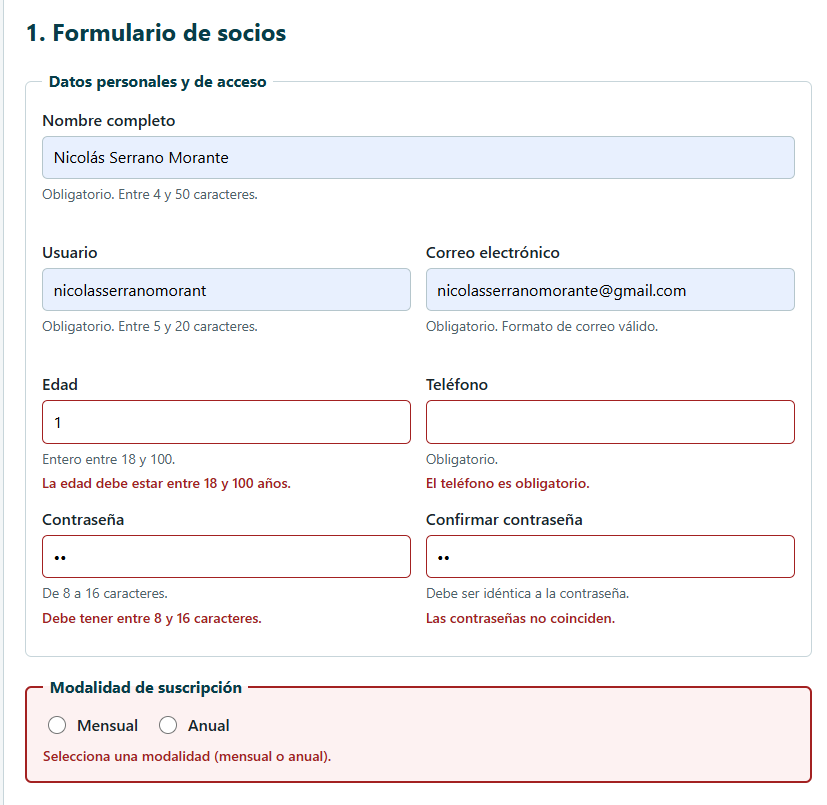 1. Formulario de socios
Datos personales y de acceso
Nombre completo
Nicolás Serrano Morante
Obligatorio. Entre 4 y 50 caracteres.
Usuario
Correo electrónico
nicolasserranomorant
nicolasserranomorante@gmail.com
Obligatorio. Entre 5 y 20 caracteres.
Obligatorio. Formato de correo válido.
Edad
Teléfono
1
Entero entre 18 y 100.
Obligatorio.
La edad debe estar entre 18 y 100 años.
El teléfono es obligatorio.
Contraseña
Confirmar contraseña
••
••
De 8 a 16 caracteres.
Debe ser idéntica a la contraseña.
Debe tener entre 8 y 16 caracteres.
Las contraseñas no coinciden.
Modalidad de suscripción
Mensual
Anual
Selecciona una modalidad (mensual o anual).